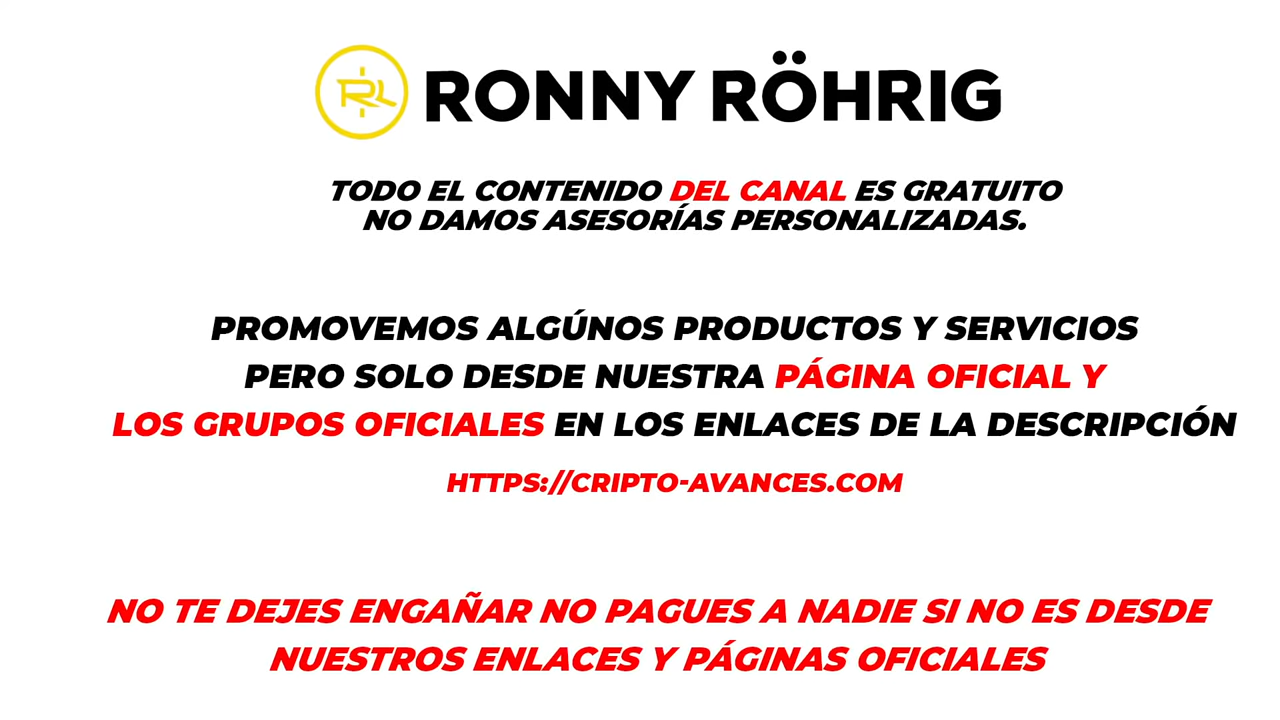 RONNY RÖHRIG
TODO EL CONTENIDO DEL CANAL ES GRATUITO
NO DAMOS ASESORÍAS PERSONALIZADAS.
PROMOVEMOS ALGÚNOS PRODUCTOS Y SERVICIOS
PERO SOLO DESDE NUESTRA PÁGINA OFICIAL Y
LOS GRUPOS OFICIALES EN LOS ENLACES DE LA DESCRIPCIÓN
HTTPS://CRIPTO-AVANCES.COM
NO TE DEJES ENGAÑAR NO PAGUES A NADIE SI NO ES DESDE
NUESTROS ENLACES Y PÁGINAS OFICIALES